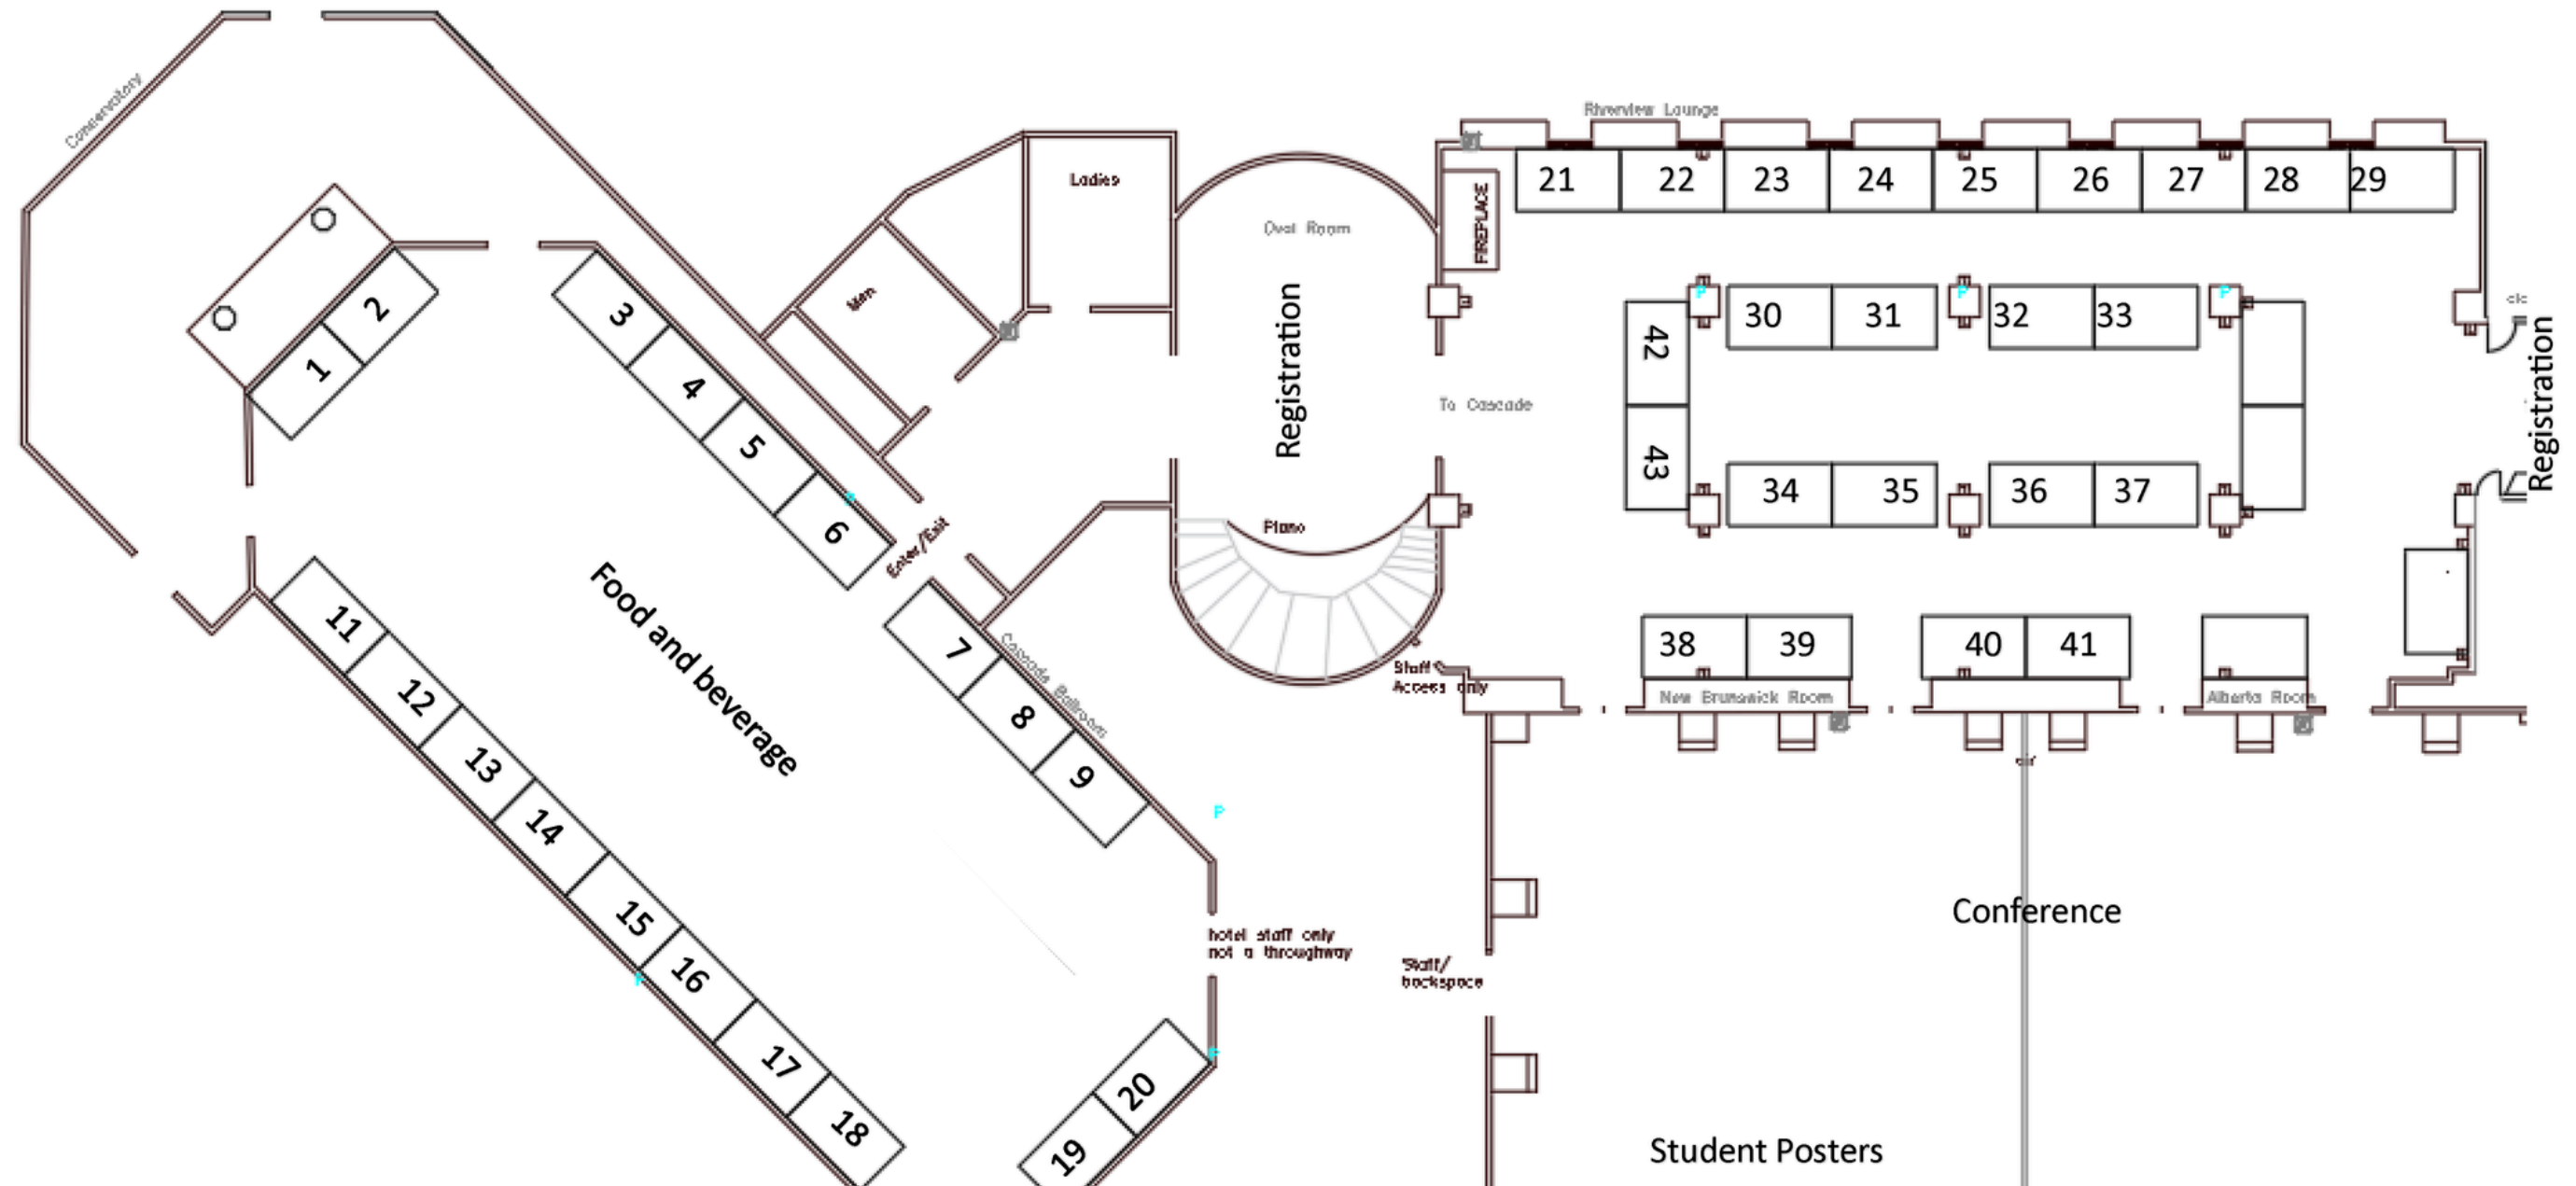 Conservatory
Riverview Lounge
Ladies
Men
Oval Room
FIREPLACE
21 22 23 24 25 26 27 28 29
Registration
To Cascade
Piano
Registration
30 31 32 33
42
43
34 35 36 37
38 39 40 41
New Brunswick Room
Alberta Room
air
Staff
Access only
1 2
3
4
5
6
Enter/Exit
7
8
9
Cascade Ballroom
Food and beverage
11
12
13
14
15
16
17
18
19
20
P
P
P
P
P
P
P
hotel staff only
not a throughway
Staff/
backspace
Conference
Student Posters